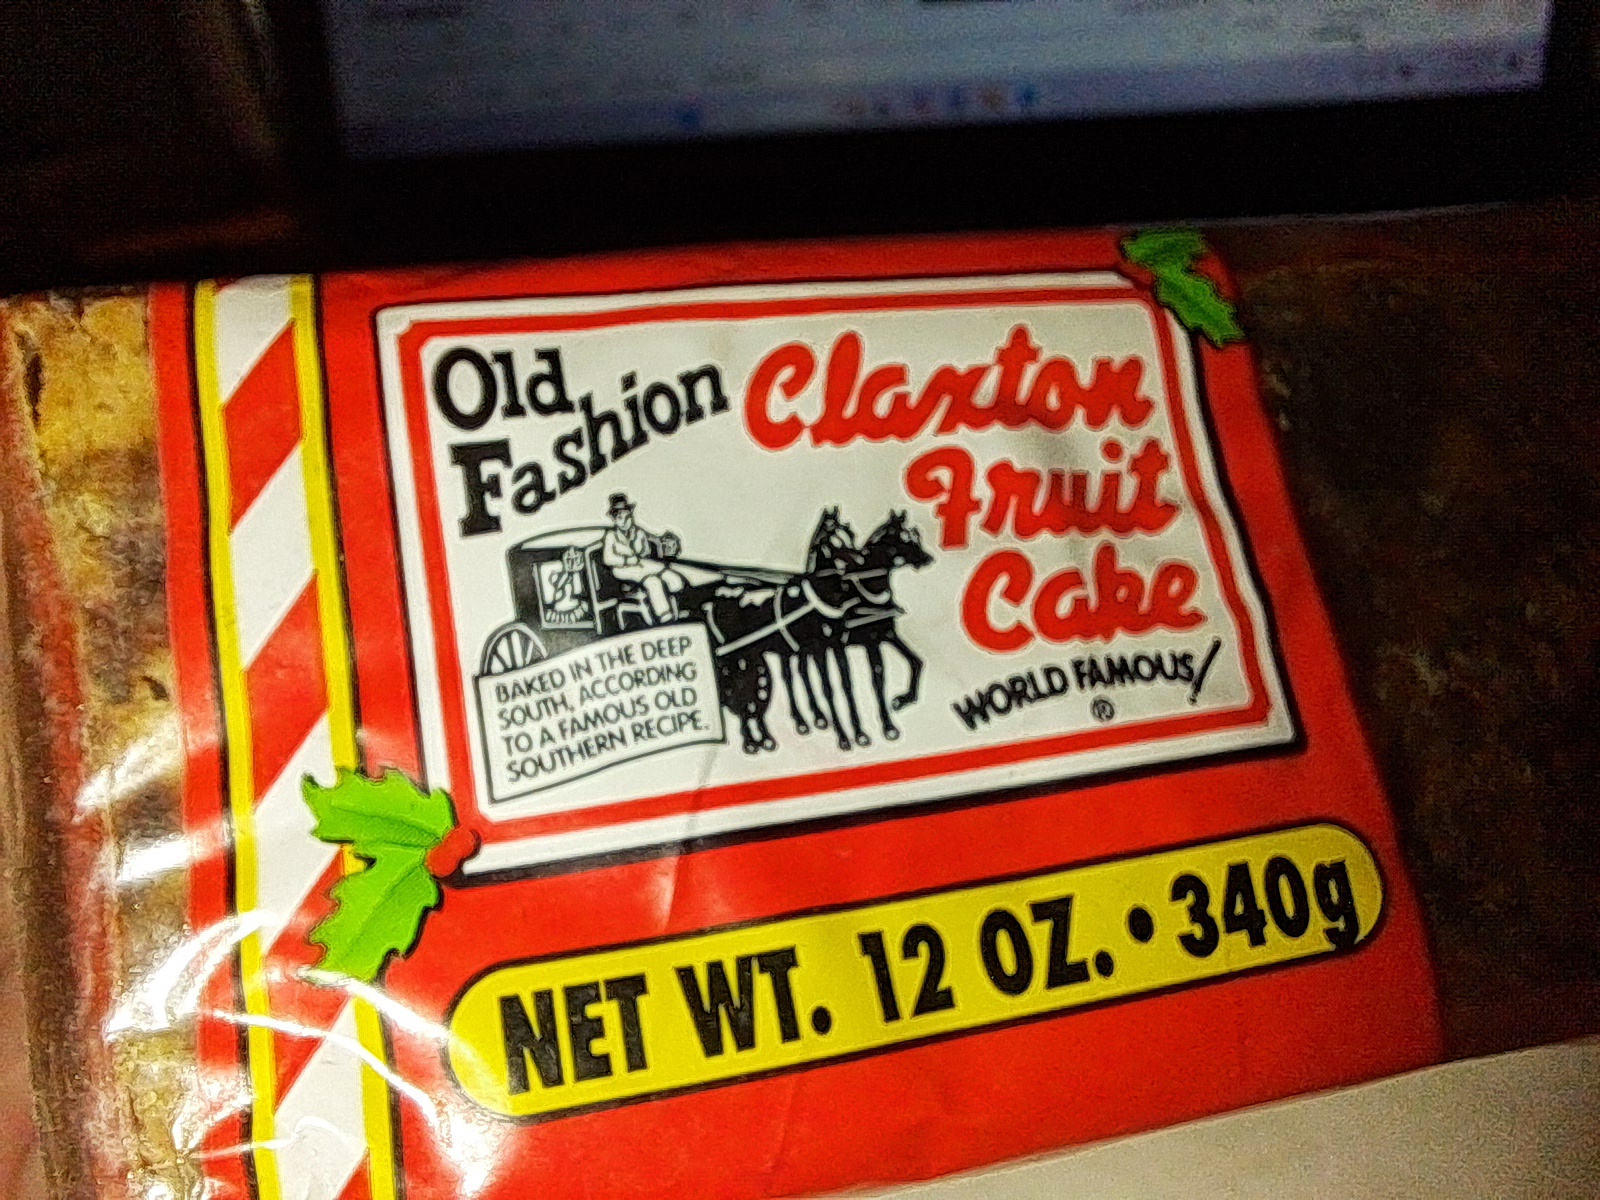 Old
Fashion
Claxton
Fruit
Cake
WORLD FAMOUS!
®
BAKED IN THE DEEP
SOUTH, ACCORDING
TO A FAMOUS OLD
SOUTHERN RECIPE.
NET WT. 12 OZ. • 340g